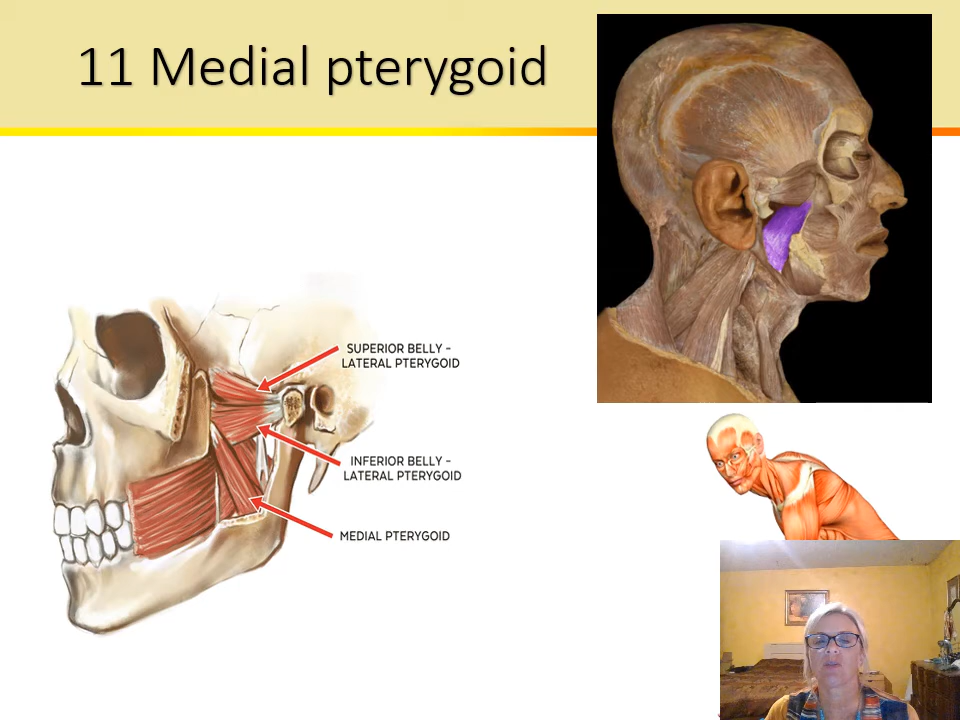 11 Medial pterygoid
SUPERIOR BELLY –
LATERAL PTERYGOID
INFERIOR BELLY –
LATERAL PTERYGOID
MEDIAL PTERYGOID